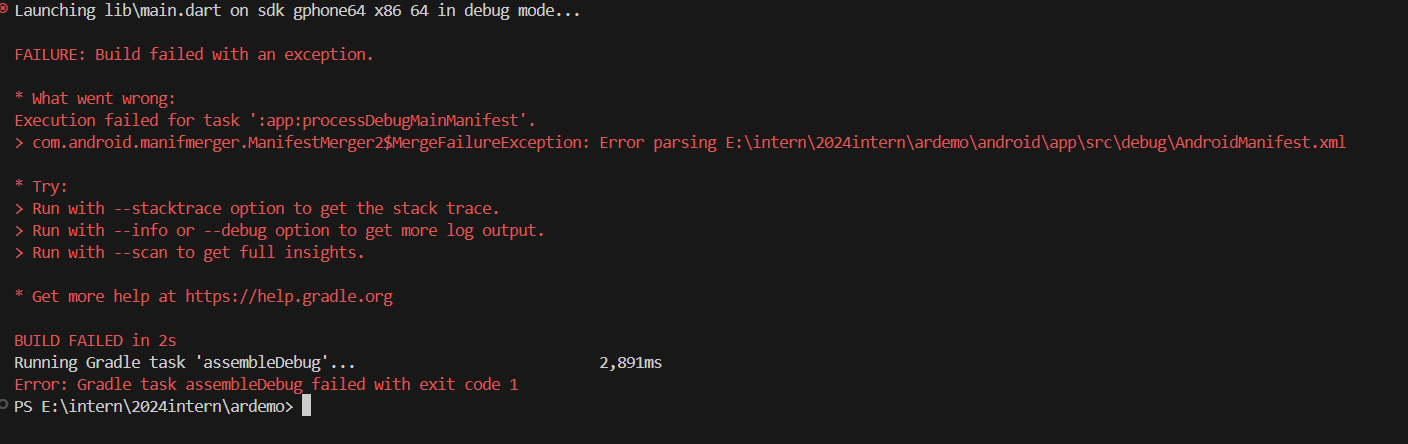 Launching lib\main.dart on sdk gphone64 x86 64 in debug mode...
FAILURE: Build failed with an exception.
* What went wrong:
Execution failed for task ':app:processDebugMainManifest'.
> com.android.manifmerger.ManifestMerger2$MergeFailureException: Error parsing E:\intern\2024intern\ardemo\android\app\src\debug\AndroidManifest.xml
* Try:
> Run with --stacktrace option to get the stack trace.
> Run with --info or --debug option to get more log output.
> Run with --scan to get full insights.
* Get more help at https://help.gradle.org
BUILD FAILED in 2s
Running Gradle task 'assembleDebug'... 2,891ms
Error: Gradle task assembleDebug failed with exit code 1
PS E:\intern\2024intern\ardemo>